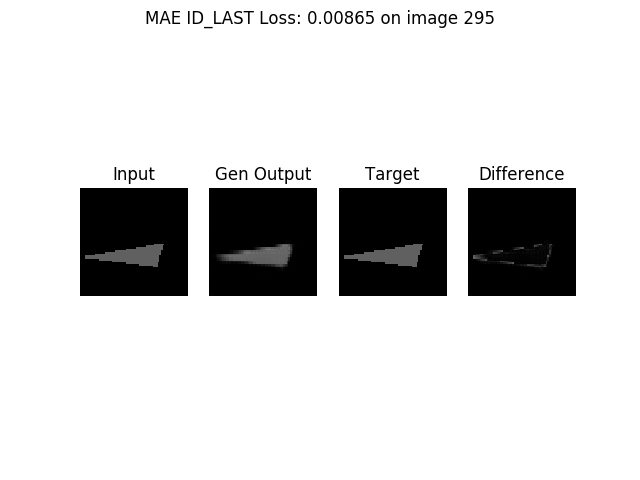 MAE ID_LAST Loss: 0.00865 on image 295
Input
Gen Output
Target
Difference